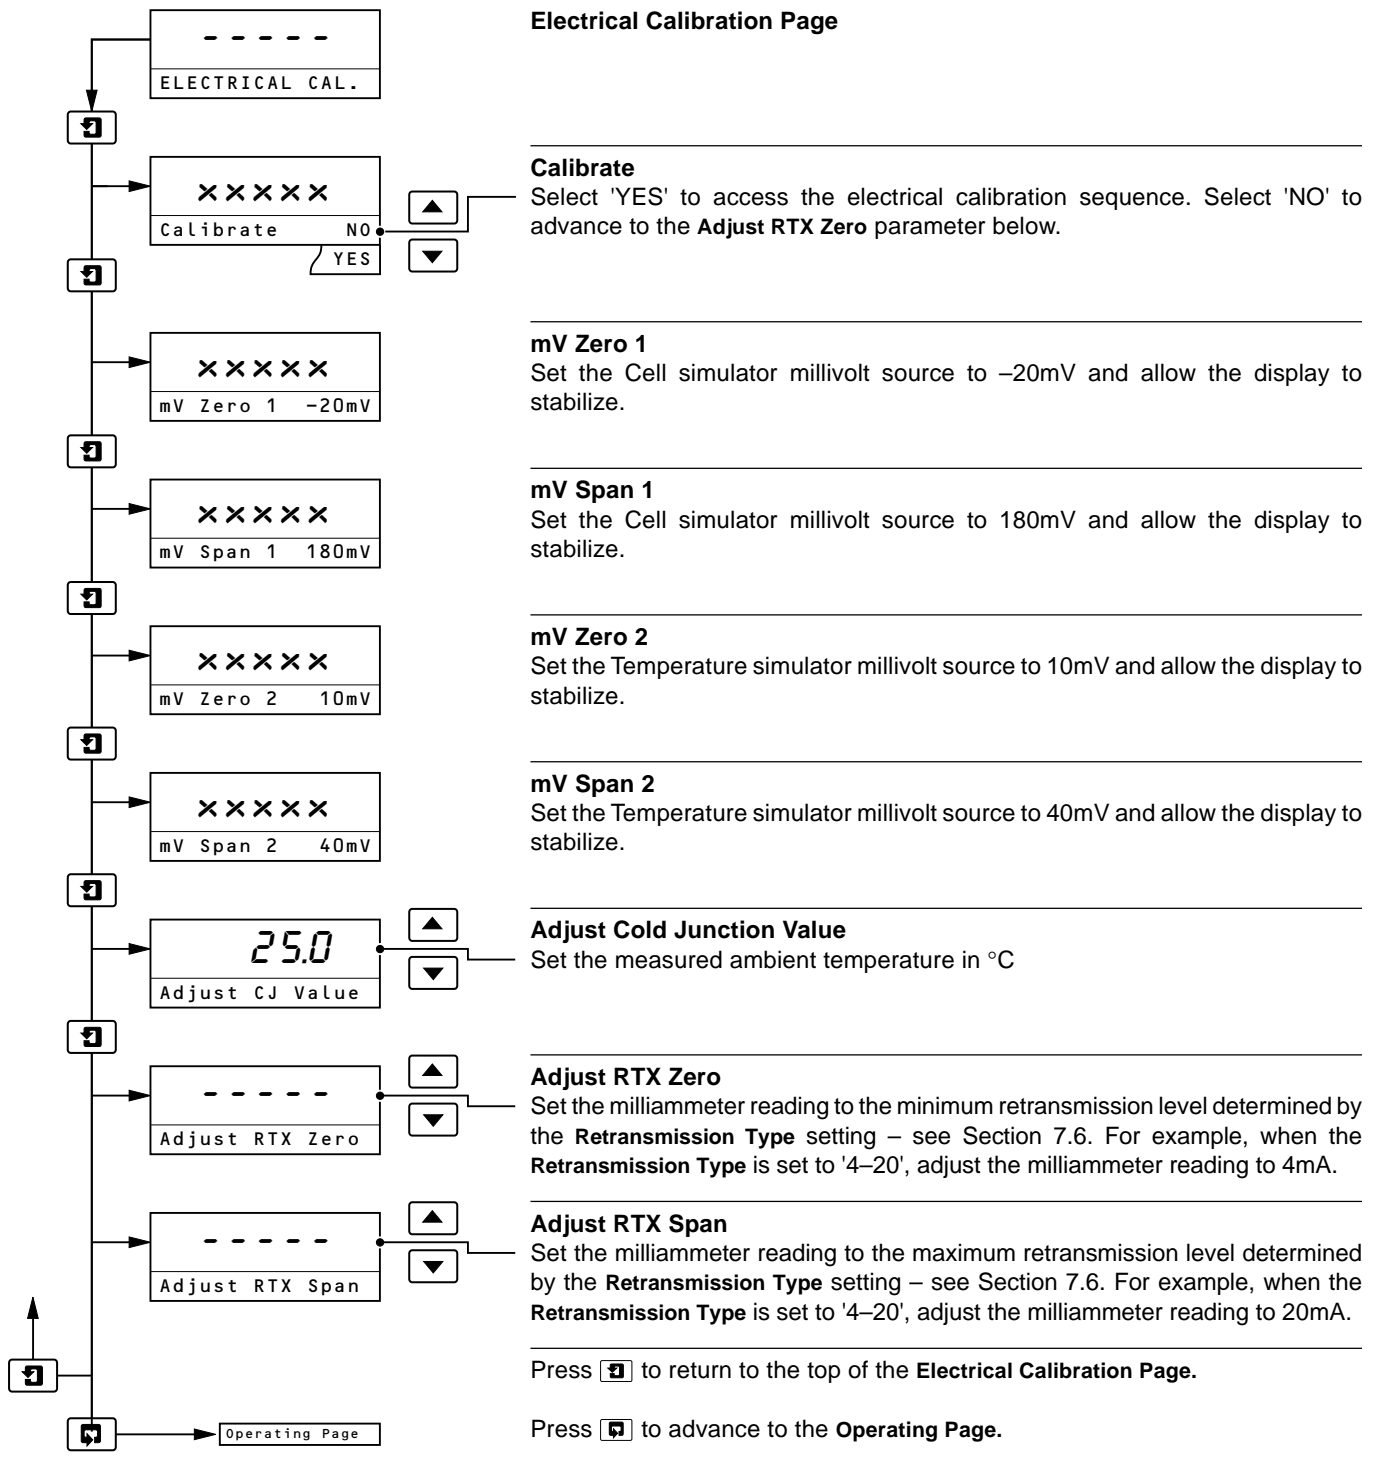 Electrical Calibration Page
- - - - -
ELECTRICAL CAL.
Calibrate
Select 'YES' to access the electrical calibration sequence. Select 'NO' to
advance to the Adjust RTX Zero parameter below.
×××××
Calibrate NO
YES
mV Zero 1
Set the Cell simulator millivolt source to –20mV and allow the display to
stabilize.
×××××
mV Zero 1 –20mV
mV Span 1
Set the Cell simulator millivolt source to 180mV and allow the display to
stabilize.
×××××
mV Span 1 180mV
mV Zero 2
Set the Temperature simulator millivolt source to 10mV and allow the display to
stabilize.
×××××
mV Zero 2 10mV
mV Span 2
Set the Temperature simulator millivolt source to 40mV and allow the display to
stabilize.
×××××
mV Span 2 40mV
Adjust Cold Junction Value
Set the measured ambient temperature in °C
25.0
Adjust CJ Value
Adjust RTX Zero
Set the milliammeter reading to the minimum retransmission level determined by
the Retransmission Type setting – see Section 7.6. For example, when the
Retransmission Type is set to '4–20', adjust the milliammeter reading to 4mA.
- - - - -
Adjust RTX Zero
Adjust RTX Span
Set the milliammeter reading to the maximum retransmission level determined
by the Retransmission Type setting – see Section 7.6. For example, when the
Retransmission Type is set to '4–20', adjust the milliammeter reading to 20mA.
- - - - -
Adjust RTX Span
Press to return to the top of the Electrical Calibration Page.
Press to advance to the Operating Page.
Operating Page